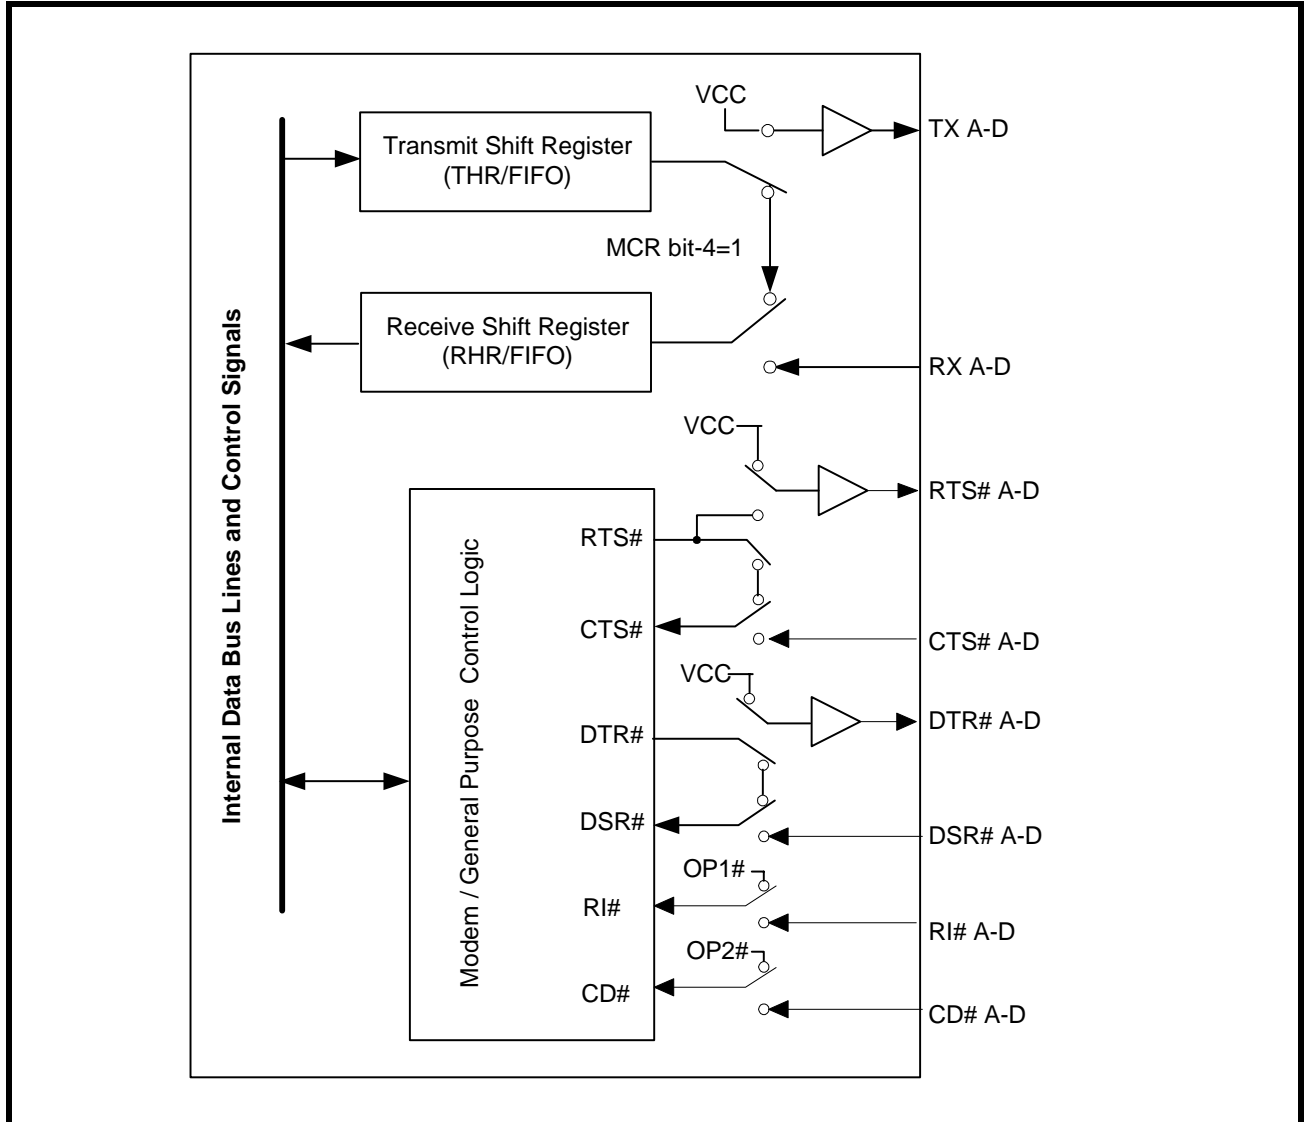 VCC
TX A-D
Transmit Shift Register
(THR/FIFO)
MCR bit-4=1
Receive Shift Register
(RHR/FIFO)
RX A-D
Internal Data Bus Lines and Control Signals
VCC
RTS# A-D
Modem / General Purpose Control Logic
RTS#
CTS#
CTS# A-D
VCC
DTR# A-D
DTR#
DSR#
DSR# A-D
OP1#
RI#
RI# A-D
OP2#
CD#
CD# A-D